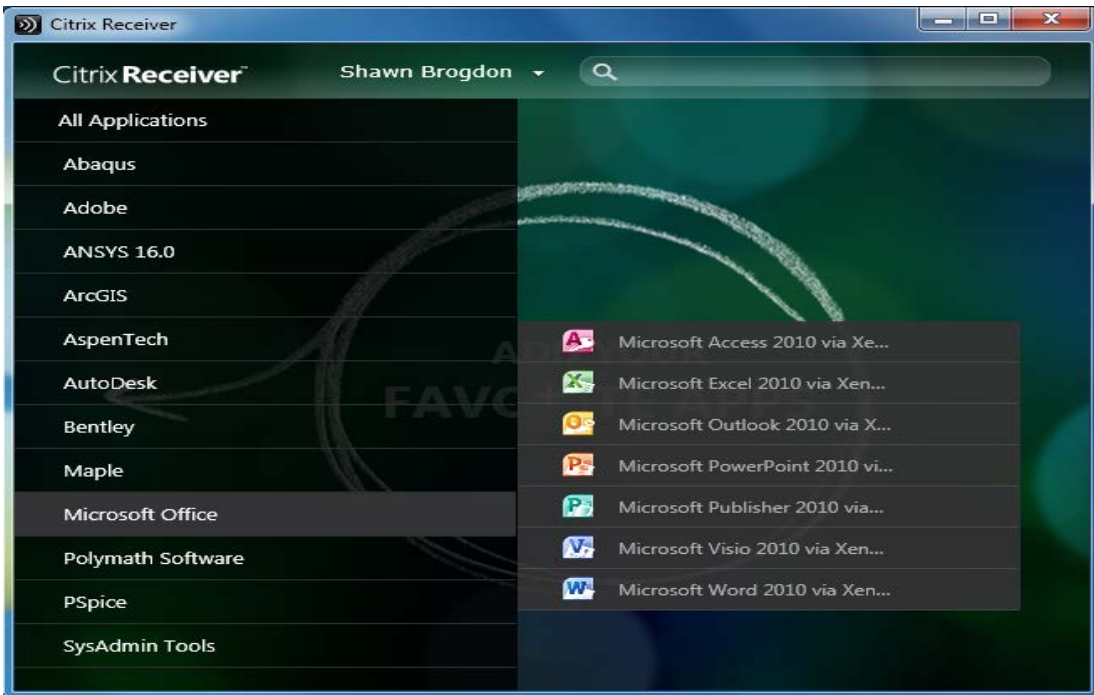 Citrix Receiver
Citrix Receiver™ Shawn Brogdon
All Applications
Abaqus
Adobe
ANSYS 16.0
ArcGIS
AspenTech
AutoDesk
Bentley
Maple
Microsoft Office
Polymath Software
PSpice
SysAdmin Tools
Microsoft Access 2010 via Xe...
Microsoft Excel 2010 via Xen...
Microsoft Outlook 2010 via X...
Microsoft PowerPoint 2010 vi...
Microsoft Publisher 2010 via...
Microsoft Visio 2010 via Xen...
Microsoft Word 2010 via Xen...